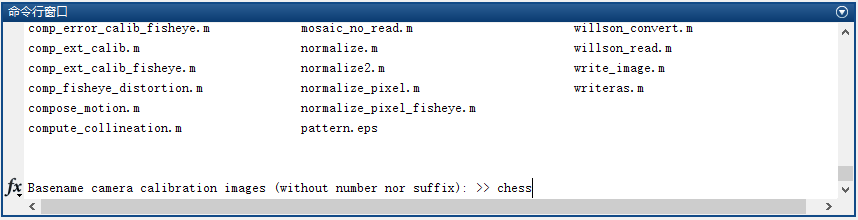 命令行窗口
comp_error_calib_fisheye.m mosaic_no_read.m willson_convert.m
comp_ext_calib.m normalize.m willson_read.m
comp_ext_calib_fisheye.m normalize2.m write_image.m
comp_fisheye_distortion.m normalize_pixel.m writeras.m
compose_motion.m normalize_pixel_fisheye.m
compute_collineation.m pattern.eps
fx Basename camera calibration images (without number nor suffix): >> chess